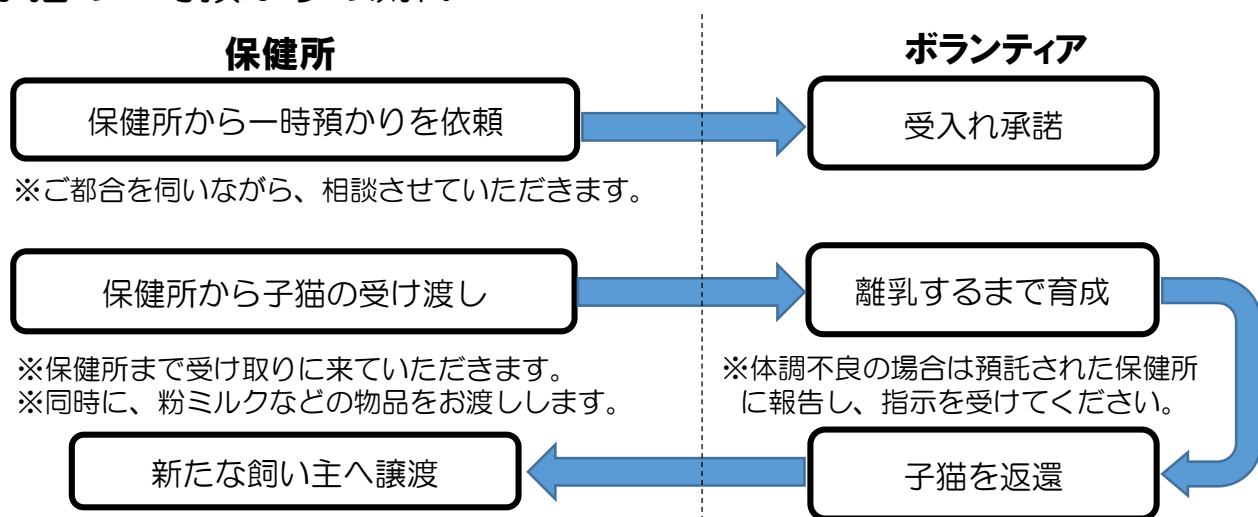 保健所
ボランティア
保健所から一時預かりを依頼
受入れ承諾
※ご都合を伺いながら、相談させていただきます。
保健所から子猫の受け渡し
離乳するまで育成
※保健所まで受け取りに来ていただきます。
※同時に、粉ミルクなどの物品をお渡しします。
※体調不良の場合は預託された保健所
に報告し、指示を受けてください。
新たな飼い主へ譲渡
子猫を返還